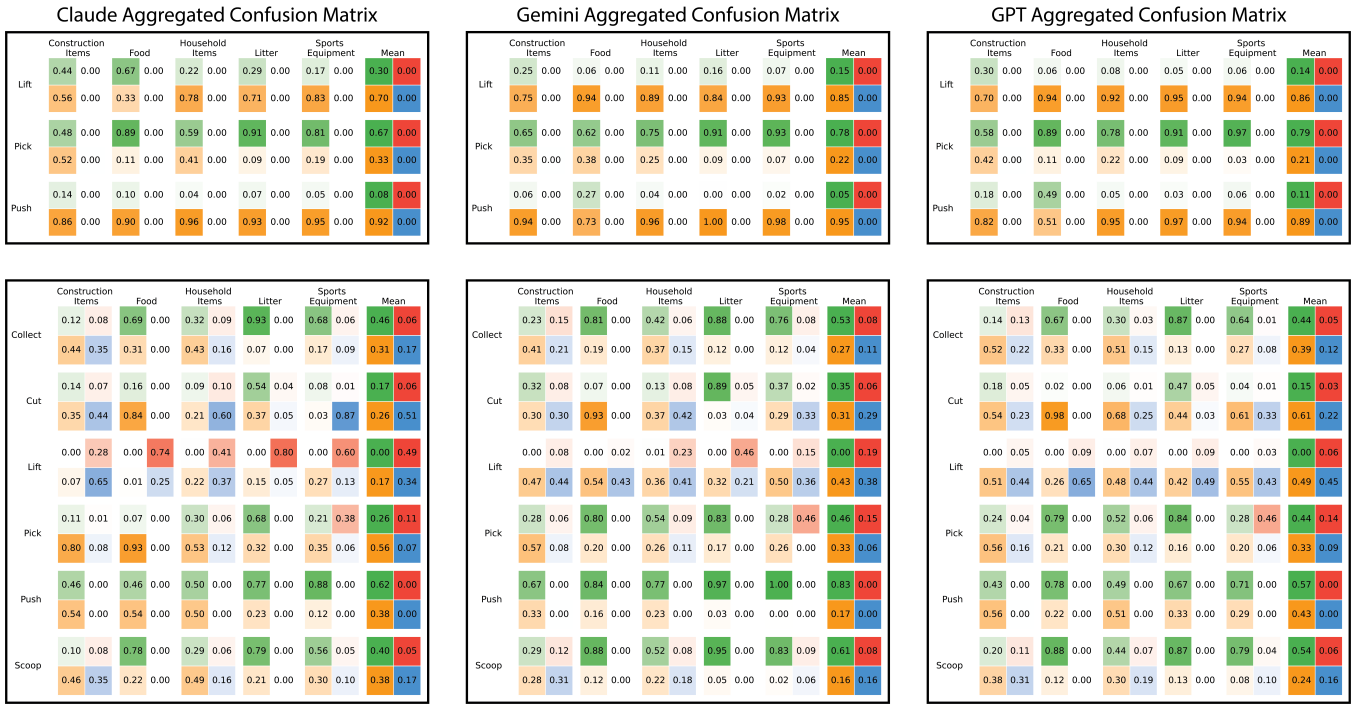 Claude Aggregated Confusion Matrix
Construction Items Food Household Items Litter Sports Equipment Mean
0.44 0.00 0.67 0.00 0.22 0.00 0.29 0.00 0.17 0.00 0.30 0.00
Lift
0.56 0.00 0.33 0.00 0.78 0.00 0.71 0.00 0.83 0.00 0.70 0.00
0.48 0.00 0.89 0.00 0.59 0.00 0.91 0.00 0.81 0.00 0.67 0.00
Pick
0.52 0.00 0.11 0.00 0.41 0.00 0.09 0.00 0.19 0.00 0.33 0.00
0.14 0.00 0.10 0.00 0.04 0.00 0.07 0.00 0.05 0.00 0.08 0.00
Push
0.86 0.00 0.90 0.00 0.96 0.00 0.93 0.00 0.95 0.00 0.92 0.00
Construction Items Food Household Items Litter Sports Equipment Mean
0.12 0.08 0.69 0.00 0.32 0.09 0.93 0.00 0.68 0.06 0.46 0.06
Collect
0.44 0.35 0.31 0.00 0.43 0.16 0.07 0.00 0.17 0.09 0.31 0.17
0.14 0.07 0.16 0.00 0.09 0.10 0.54 0.04 0.08 0.01 0.17 0.06
Cut
0.35 0.44 0.84 0.00 0.21 0.60 0.37 0.05 0.03 0.87 0.26 0.51
0.00 0.28 0.00 0.74 0.00 0.41 0.00 0.80 0.00 0.60 0.00 0.49
Lift
0.07 0.65 0.01 0.25 0.22 0.37 0.15 0.05 0.27 0.13 0.17 0.34
0.11 0.01 0.07 0.00 0.30 0.06 0.68 0.00 0.21 0.38 0.26 0.11
Pick
0.80 0.08 0.93 0.00 0.53 0.12 0.32 0.00 0.35 0.06 0.56 0.07
0.46 0.00 0.46 0.00 0.50 0.00 0.77 0.00 0.88 0.00 0.62 0.00
Push
0.54 0.00 0.54 0.00 0.50 0.00 0.23 0.00 0.12 0.00 0.38 0.00
0.10 0.08 0.78 0.00 0.29 0.06 0.79 0.00 0.56 0.05 0.40 0.05
Scoop
0.46 0.35 0.22 0.00 0.49 0.16 0.21 0.00 0.30 0.10 0.38 0.17
Gemini Aggregated Confusion Matrix
Construction Items Food Household Items Litter Sports Equipment Mean
0.25 0.00 0.06 0.00 0.11 0.00 0.16 0.00 0.07 0.00 0.15 0.00
Lift
0.75 0.00 0.94 0.00 0.89 0.00 0.84 0.00 0.93 0.00 0.85 0.00
0.65 0.00 0.62 0.00 0.75 0.00 0.91 0.00 0.93 0.00 0.78 0.00
Pick
0.35 0.00 0.38 0.00 0.25 0.00 0.09 0.00 0.07 0.00 0.22 0.00
0.06 0.00 0.27 0.00 0.04 0.00 0.00 0.00 0.02 0.00 0.05 0.00
Push
0.94 0.00 0.73 0.00 0.96 0.00 1.00 0.00 0.98 0.00 0.95 0.00
Construction Items Food Household Items Litter Sports Equipment Mean
0.23 0.15 0.81 0.00 0.42 0.06 0.88 0.00 0.76 0.08 0.53 0.08
Collect
0.41 0.21 0.19 0.00 0.37 0.15 0.12 0.00 0.12 0.04 0.27 0.11
0.32 0.08 0.07 0.00 0.13 0.08 0.89 0.05 0.37 0.02 0.35 0.06
Cut
0.30 0.30 0.93 0.00 0.37 0.42 0.03 0.04 0.29 0.33 0.31 0.29
0.00 0.08 0.00 0.02 0.01 0.23 0.00 0.46 0.00 0.15 0.00 0.19
Lift
0.47 0.44 0.54 0.43 0.36 0.41 0.32 0.21 0.50 0.36 0.43 0.38
0.28 0.06 0.80 0.00 0.54 0.09 0.83 0.00 0.28 0.46 0.46 0.15
Pick
0.57 0.08 0.20 0.00 0.26 0.11 0.17 0.00 0.26 0.00 0.33 0.06
0.67 0.00 0.84 0.00 0.77 0.00 0.97 0.00 1.00 0.00 0.83 0.00
Push
0.33 0.00 0.16 0.00 0.23 0.00 0.03 0.00 0.00 0.00 0.17 0.00
0.29 0.12 0.88 0.00 0.52 0.08 0.95 0.00 0.83 0.09 0.61 0.08
Scoop
0.28 0.31 0.12 0.00 0.22 0.18 0.05 0.00 0.02 0.06 0.16 0.16
GPT Aggregated Confusion Matrix
Construction Items Food Household Items Litter Sports Equipment Mean
0.30 0.00 0.06 0.00 0.08 0.00 0.05 0.00 0.06 0.00 0.14 0.00
Lift
0.70 0.00 0.94 0.00 0.92 0.00 0.95 0.00 0.94 0.00 0.86 0.00
0.58 0.00 0.89 0.00 0.78 0.00 0.91 0.00 0.97 0.00 0.79 0.00
Pick
0.42 0.00 0.11 0.00 0.22 0.00 0.09 0.00 0.03 0.00 0.21 0.00
0.18 0.00 0.49 0.00 0.05 0.00 0.03 0.00 0.06 0.00 0.11 0.00
Push
0.82 0.00 0.51 0.00 0.95 0.00 0.97 0.00 0.94 0.00 0.89 0.00
Construction Items Food Household Items Litter Sports Equipment Mean
0.14 0.13 0.67 0.00 0.30 0.03 0.87 0.00 0.64 0.01 0.44 0.05
Collect
0.52 0.22 0.33 0.00 0.51 0.15 0.13 0.00 0.27 0.08 0.39 0.12
0.18 0.05 0.02 0.00 0.06 0.01 0.47 0.05 0.04 0.01 0.15 0.03
Cut
0.54 0.23 0.98 0.00 0.68 0.25 0.44 0.03 0.61 0.33 0.61 0.22
0.00 0.05 0.00 0.09 0.00 0.07 0.00 0.09 0.00 0.03 0.00 0.06
Lift
0.51 0.44 0.26 0.65 0.48 0.44 0.42 0.49 0.55 0.43 0.49 0.45
0.24 0.04 0.79 0.00 0.52 0.06 0.84 0.00 0.28 0.46 0.44 0.14
Pick
0.56 0.16 0.21 0.00 0.30 0.12 0.16 0.00 0.20 0.06 0.33 0.09
0.43 0.00 0.78 0.00 0.49 0.00 0.67 0.00 0.71 0.00 0.57 0.00
Push
0.56 0.00 0.22 0.00 0.51 0.00 0.33 0.00 0.29 0.00 0.43 0.00
0.20 0.11 0.88 0.00 0.44 0.07 0.87 0.00 0.79 0.04 0.54 0.06
Scoop
0.38 0.31 0.12 0.00 0.30 0.19 0.13 0.00 0.08 0.10 0.24 0.16